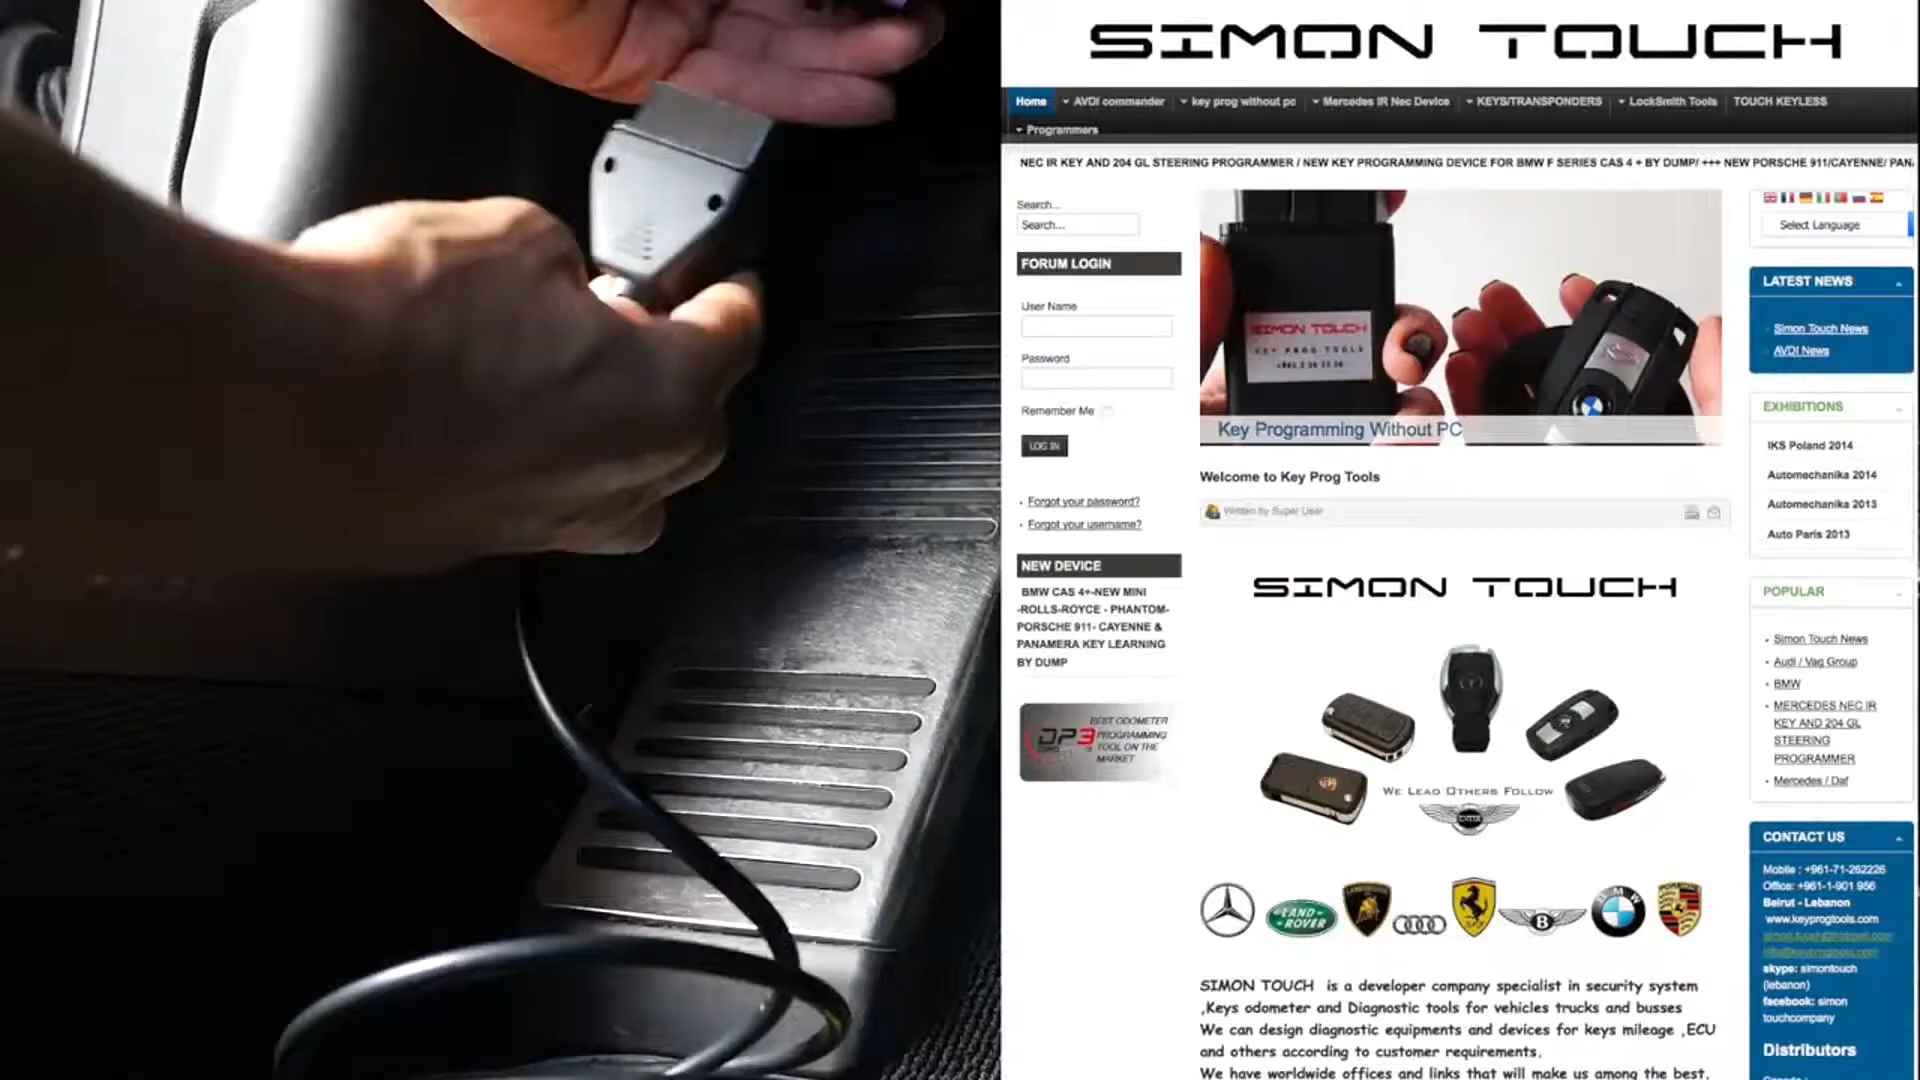 SIMON TOUCH
Home AVDI commander key prog without pc Mercedes IR Nec Device KEYS/TRANSPONDERS LockSmith Tools TOUCH KEYLESS
Programmers
NEC IR KEY AND 204 GL STEERING PROGRAMMER / NEW KEY PROGRAMMING DEVICE FOR BMW F SERIES CAS 4 + BY DUMP/ +++ NEW PORSCHE 911/CAYENNE/ PAN
Search...
Search...
FORUM LOGIN
User Name
Password
Remember Me
LOG IN
Forgot your password?
Forgot your username?
NEW DEVICE
BMW CAS 4+-NEW MINI
-ROLLS-ROYCE - PHANTOM-
PORSCHE 911- CAYENNE &
PANAMERA KEY LEARNING
BY DUMP
DP3
BEST ODOMETER
PROGRAMMING
TOOL ON THE
MARKET
SIMON TOUCH
KEY PROG TOOLS
Key Programming Without PC
Welcome to Key Prog Tools
Written by Super User
SIMON TOUCH
WE LEAD OTHERS FOLLOW
ENTER
LAND
ROVER
B
BMW
SIMON TOUCH is a developer company specialist in security system
,Keys odometer and Diagnostic tools for vehicles trucks and busses
We can design diagnostic equipments and devices for keys mileage ,ECU
and others according to customer requirements.
We have worldwide offices and links that will make us among the best.
Select Language
LATEST NEWS
Simon Touch News
AVDI News
EXHIBITIONS
IKS Poland 2014
Automechanika 2014
Automechanika 2013
Auto Paris 2013
POPULAR
Simon Touch News
Audi / Vag Group
BMW
MERCEDES NEC IR
KEY AND 204 GL
STEERING
PROGRAMMER
Mercedes / Daf
CONTACT US
Mobile : +961-71-262226
Office: +961-1-901 956
Beirut - Lebanon
www.keyprogtools.com
skype: simontouch
(lebanon)
facebook: simon
touchcompany
Distributors